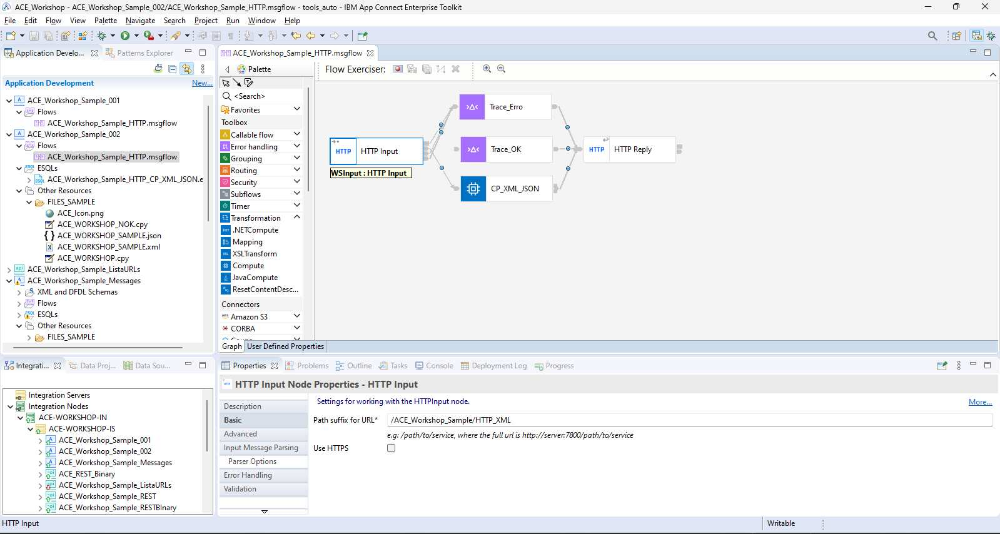 ACE_Workshop - ACE_Workshop_Sample_002/ACE_Workshop_Sample_HTTP.msgflow - tools_auto - IBM App Connect Enterprise Toolkit
File Edit Flow View Palette Navigate Search Project Run Window Help
Application Develo... Patterns Explorer
Application Development New...
ACE_Workshop_Sample_001
Flows
ACE_Workshop_Sample_HTTP.msgflow
ACE_Workshop_Sample_002
Flows
ACE_Workshop_Sample_HTTP.msgflow
ESQLs
ACE_Workshop_Sample_HTTP_CP_XML_JSON.e
Other Resources
FILES_SAMPLE
ACE_Icon.png
ACE_WORKSHOP_NOK.cpy
ACE_WORKSHOP_SAMPLE.json
ACE_WORKSHOP_SAMPLE.xml
ACE_WORKSHOP.cpy
ACE_Workshop_Sample_ListaURLs
ACE_Workshop_Sample_Messages
XML and DFDL Schemas
Flows
ESQLs
Other Resources
FILES_SAMPLE
ACE_Workshop_Sample_HTTP.msgflow
Palette
<Search>
Favorites
Toolbox
Callable flow
Error handling
Grouping
Routing
Security
Subflows
Timer
Transformation
.NETCompute
Mapping
XSLTransform
Compute
JavaCompute
ResetContentDesc...
Connectors
Amazon S3
CORBA
Flow Exerciser:
Trace_Erro
HTTP HTTP Input
WSInput : HTTP Input
Trace_OK
HTTP HTTP Reply
CP_XML_JSON
Graph User Defined Properties
Integrati... Data Proj... Data Sou...
Integration Servers
Integration Nodes
ACE-WORKSHOP-IN
ACE-WORKSHOP-IS
ACE_Workshop_Sample_001
ACE_Workshop_Sample_002
ACE_Workshop_Sample_Messages
ACE_REST_Binary
ACE_Workshop_Sample_ListaURLs
ACE_Workshop_Sample_REST
ACE_Workshop_Sample_RESTBInary
Properties Problems Outline Tasks Console Deployment Log Progress
HTTP Input Node Properties - HTTP Input
Description
Basic
Advanced
Input Message Parsing
Parser Options
Error Handling
Validation
Settings for working with the HTTPInput node. More...
Path suffix for URL* /ACE_Workshop_Sample/HTTP_XML
e.g: /path/to/service, where the full url is http://server:7800/path/to/service
Use HTTPS
HTTP Input Writable